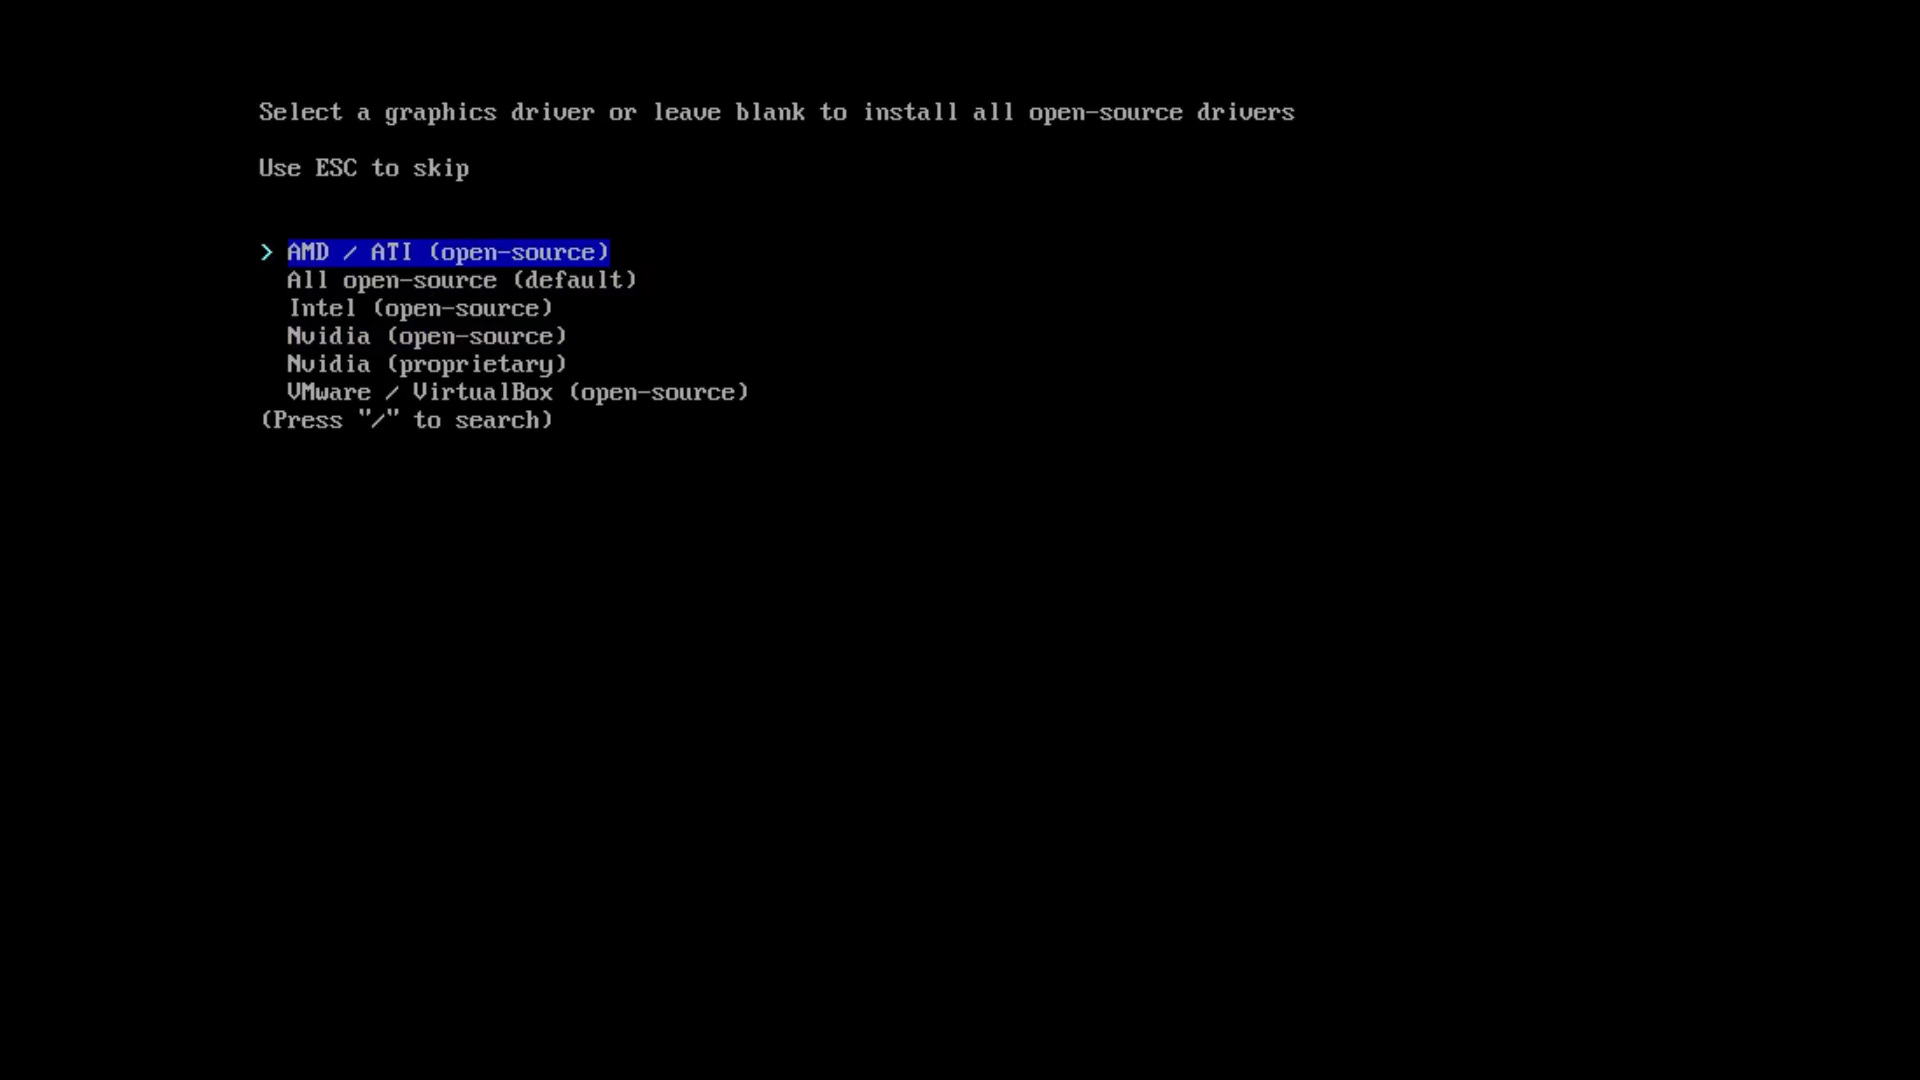 Select a graphics driver or leave blank to install all open-source drivers
Use ESC to skip
> AMD / ATI (open-source)
All open-source (default)
Intel (open-source)
Nvidia (open-source)
Nvidia (proprietary)
VMware / VirtualBox (open-source)
(Press "/" to search)